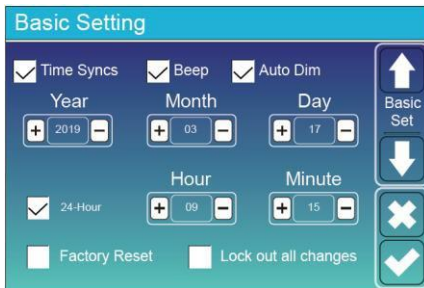 Basic Setting
Time Syncs Beep Auto Dim
Year Month Day
+ 2019 − + 03 − + 17 −
Basic
Set
Hour Minute
24-Hour + 09 − + 15 −
Factory Reset Lock out all changes